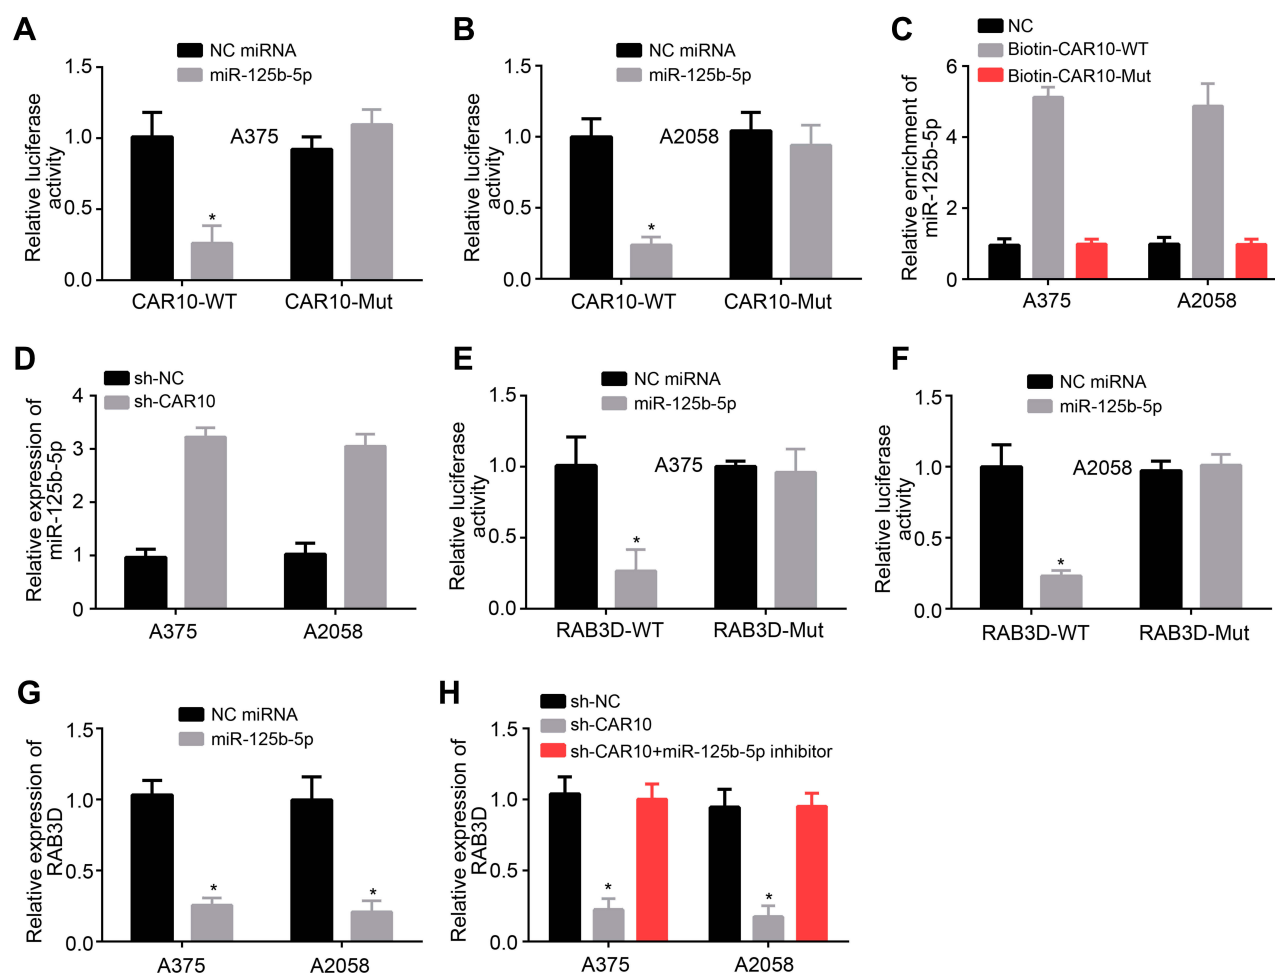 A
NC miRNA
miR-125b-5p
Relative luciferase
activity
1.5
1.0
0.5
0.0
A375
*
CAR10-WT
CAR10-Mut
B
NC miRNA
miR-125b-5p
Relative luciferase
activity
1.5
1.0
0.5
0.0
A2058
*
CAR10-WT
CAR10-Mut
C
NC
Biotin-CAR10-WT
Biotin-CAR10-Mut
Relative enrichment of
miR-125b-5p
6
4
2
0
A375
A2058
D
sh-NC
sh-CAR10
Relative expression of
miR-125b-5p
4
3
2
1
0
A375
A2058
E
NC miRNA
miR-125b-5p
Relative luciferase
activity
1.5
1.0
0.5
0.0
A375
*
RAB3D-WT
RAB3D-Mut
F
NC miRNA
miR-125b-5p
Relative luciferase
activity
1.5
1.0
0.5
0.0
A2058
*
RAB3D-WT
RAB3D-Mut
G
NC miRNA
miR-125b-5p
Relative expression of
RAB3D
1.5
1.0
0.5
0.0
*
*
A375
A2058
H
sh-NC
sh-CAR10
sh-CAR10+miR-125b-5p inhibitor
Relative expression of
RAB3D
1.5
1.0
0.5
0.0
*
*
A375
A2058